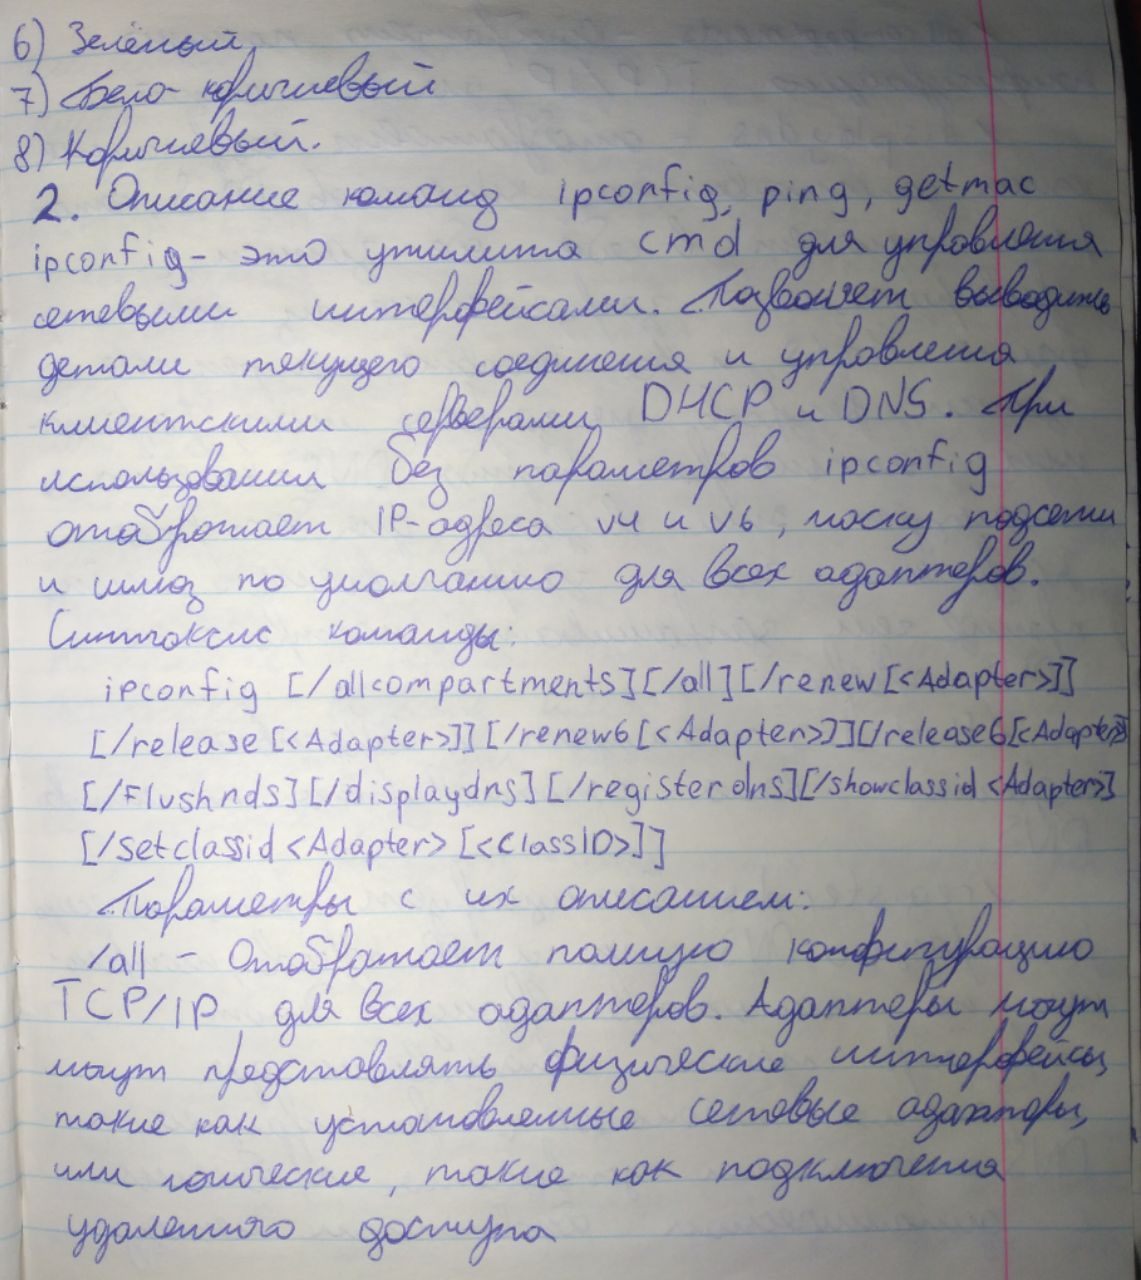 6) Зелёный
7) Бело-коричневый
8) Коричневый.
2. Описание команд ipconfig, ping, getmac
ipconfig - это утилита cmd для управления
сетевыми интерфейсами. Позволяет выводить
детали текущего соединения и управления
клиентскими серверами DHCP и DNS. При
использовании без параметров ipconfig
отображает IP-адреса v4 и v6, маску подсети
и шлюз по умолчанию для всех адаптеров.
Синтаксис команды:
ipconfig [/allcompartments][/all][/renew[<Adapter>]]
[/release[<Adapter>]][/renew6[<Adapter>]][/release6[<Adapter>]]
[/Flushnds][/displaydns][/registerdns][/showclassid <Adapter>]
[/setclassid <Adapter> [<ClassID>]]
Параметры с их описанием:
/all - Отображает полную конфигурацию
TCP/IP для всех адаптеров. Адаптеры могут
могут представлять физические интерфейсы,
такие как установленные сетевые адаптеры,
или логические, такие как подключения
удаленного доступа